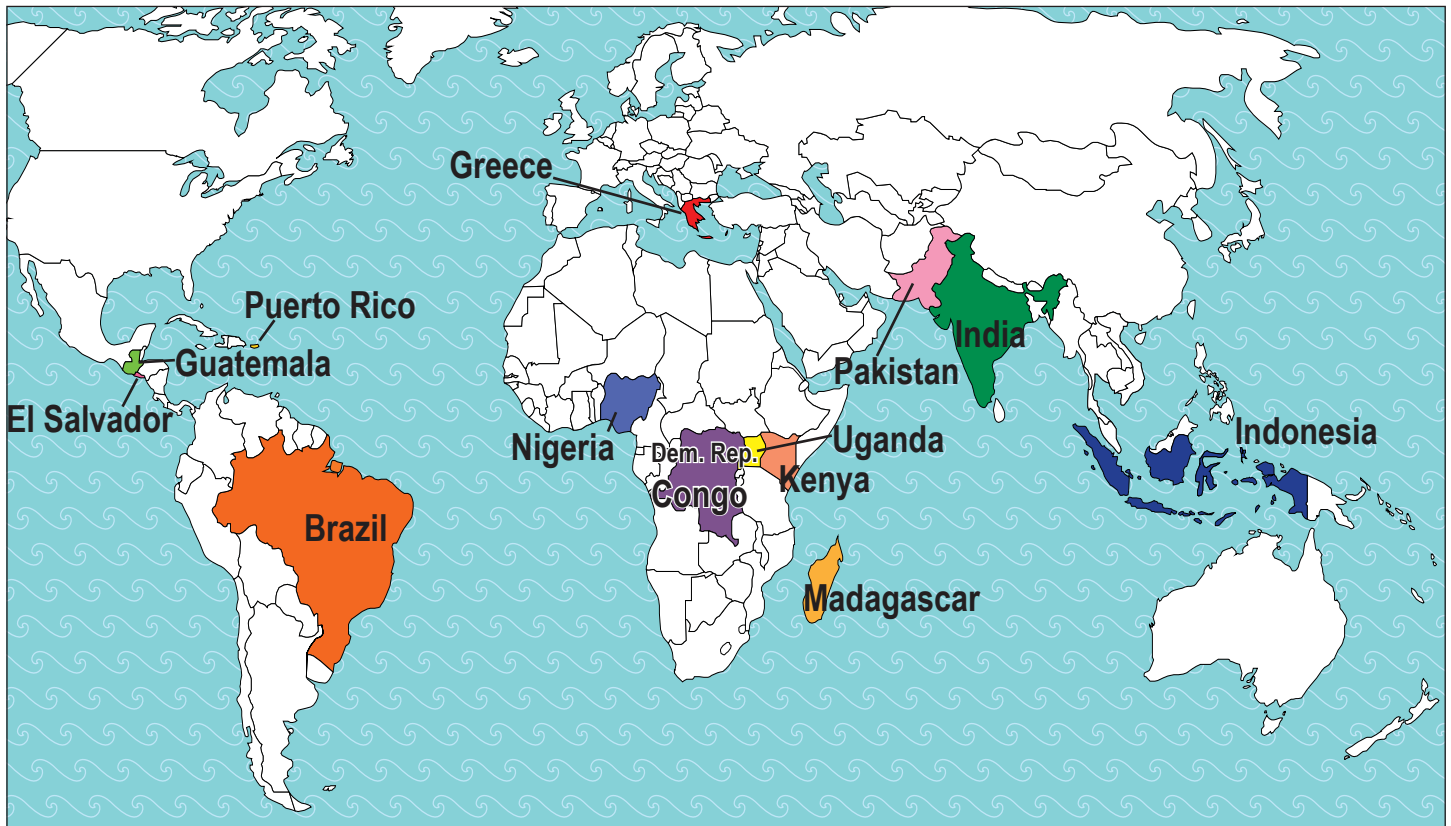 Greece
Puerto Rico
Guatemala
El Salvador
Pakistan
India
Nigeria
Dem. Rep.
Congo
Uganda
Kenya
Indonesia
Brazil
Madagascar